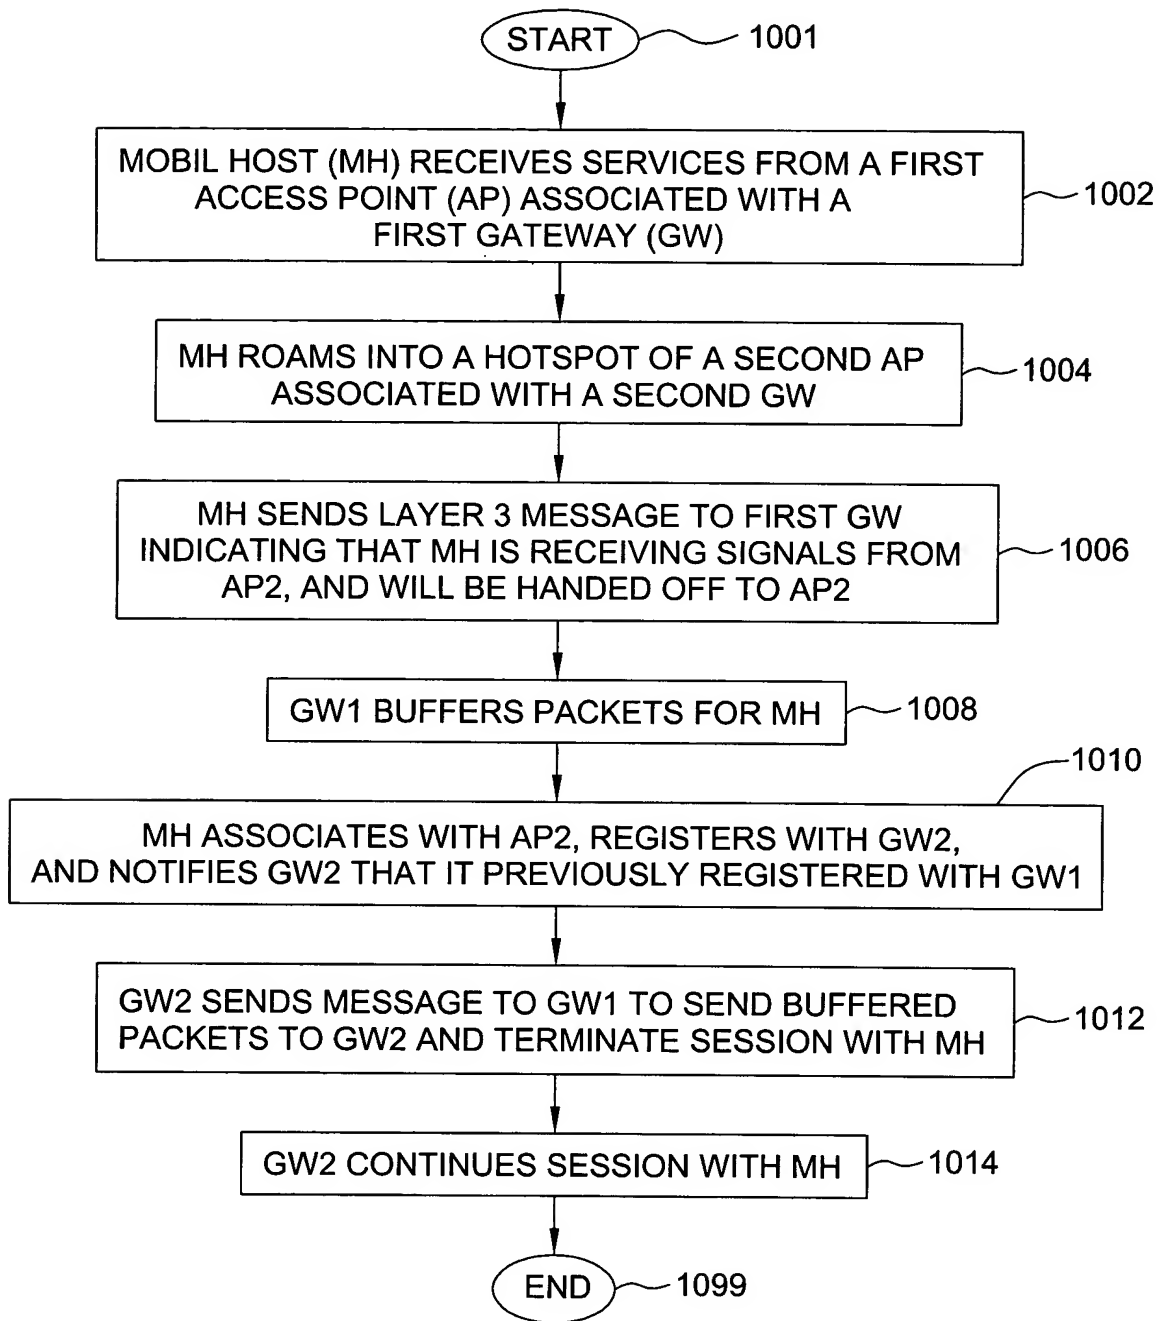 START
1001
MOBIL HOST (MH) RECEIVES SERVICES FROM A FIRST
ACCESS POINT (AP) ASSOCIATED WITH A
FIRST GATEWAY (GW)
1002
MH ROAMS INTO A HOTSPOT OF A SECOND AP
ASSOCIATED WITH A SECOND GW
1004
MH SENDS LAYER 3 MESSAGE TO FIRST GW
INDICATING THAT MH IS RECEIVING SIGNALS FROM
AP2, AND WILL BE HANDED OFF TO AP2
1006
GW1 BUFFERS PACKETS FOR MH
1008
1010
MH ASSOCIATES WITH AP2, REGISTERS WITH GW2,
AND NOTIFIES GW2 THAT IT PREVIOUSLY REGISTERED WITH GW1
GW2 SENDS MESSAGE TO GW1 TO SEND BUFFERED
PACKETS TO GW2 AND TERMINATE SESSION WITH MH
1012
GW2 CONTINUES SESSION WITH MH
1014
END
1099